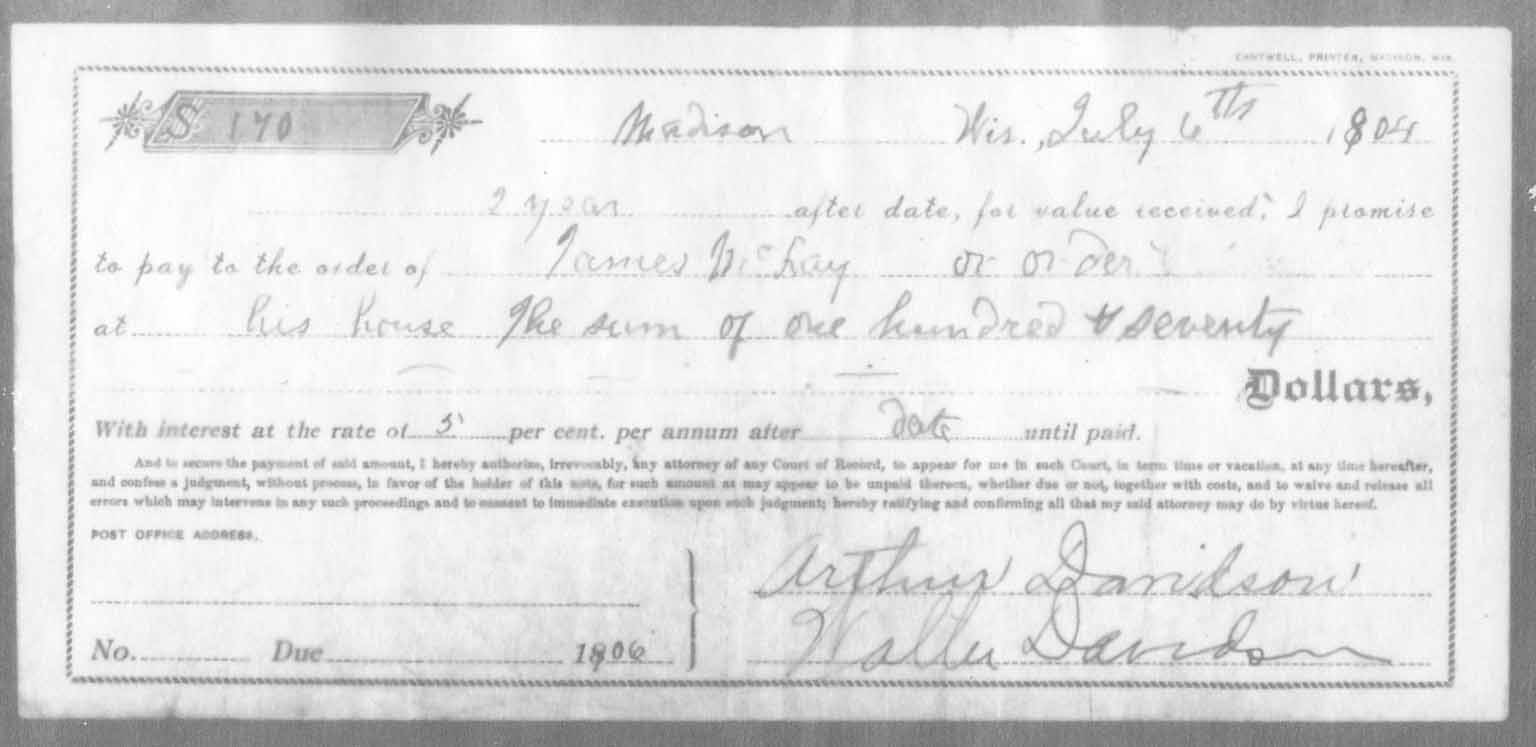 CANTWELL, PRINTER, MADISON, WIS.
$ 170 Madison Wis., July 6th 1904
2 year after date, for value received, I promise
to pay to the order of James McKay or order
at his house The sum of one hundred & seventy
Dollars,
With interest at the rate of 5 per cent. per annum after date until paid.
And to secure the payment of said amount, I hereby authorize, irrevocably, any attorney of any Court of Record, to appear for me in such Court, in term time or vacation, at any time hereafter,
and confess a judgment, without process, in favor of the holder of this note, for such amount as may appear to be unpaid thereon, whether due or not, together with costs, and to waive and release all
errors which may intervene in any such proceedings and to consent to immediate execution upon such judgment; hereby ratifying and confirming all that my said attorney may do by virtue hereof.
POST OFFICE ADDRESS.
Arthur Davidson
No. Due 1906
Walter Davidson